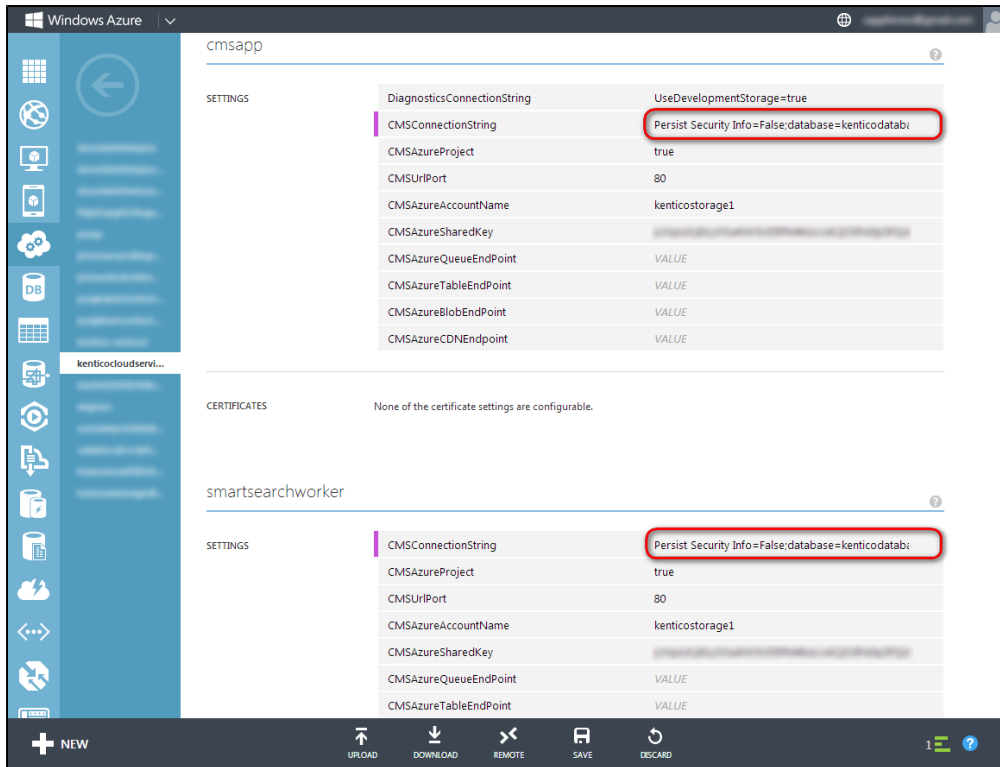 Windows Azure
cmsapp
?
SETTINGS
DiagnosticsConnectionString UseDevelopmentStorage=true
CMSConnectionString Persist Security Info=False;database=kenticodataba
CMSAzureProject true
CMSUrlPort 80
CMSAzureAccountName kenticostorage1
CMSAzureSharedKey
CMSAzureQueueEndPoint VALUE
CMSAzureTableEndPoint VALUE
CMSAzureBlobEndPoint VALUE
CMSAzureCDNEndpoint VALUE
DB
kenticocloudservi...
CERTIFICATES None of the certificate settings are configurable.
smartsearchworker
?
SETTINGS
CMSConnectionString Persist Security Info=False;database=kenticodataba
CMSAzureProject true
CMSUrlPort 80
CMSAzureAccountName kenticostorage1
CMSAzureSharedKey
CMSAzureQueueEndPoint VALUE
CMSAzureTableEndPoint VALUE
NEW UPLOAD DOWNLOAD REMOTE SAVE DISCARD 1 ?